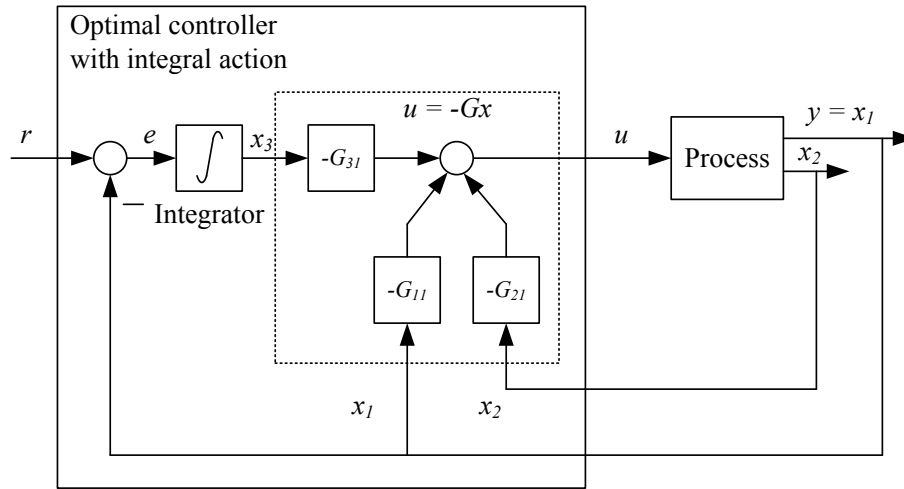 Optimal controller
with integral action
u = -Gx
y = x₁
r
e
x₃
-G₃₁
u
Process
x₂
Integrator
-G₁₁
-G₂₁
x₁
x₂